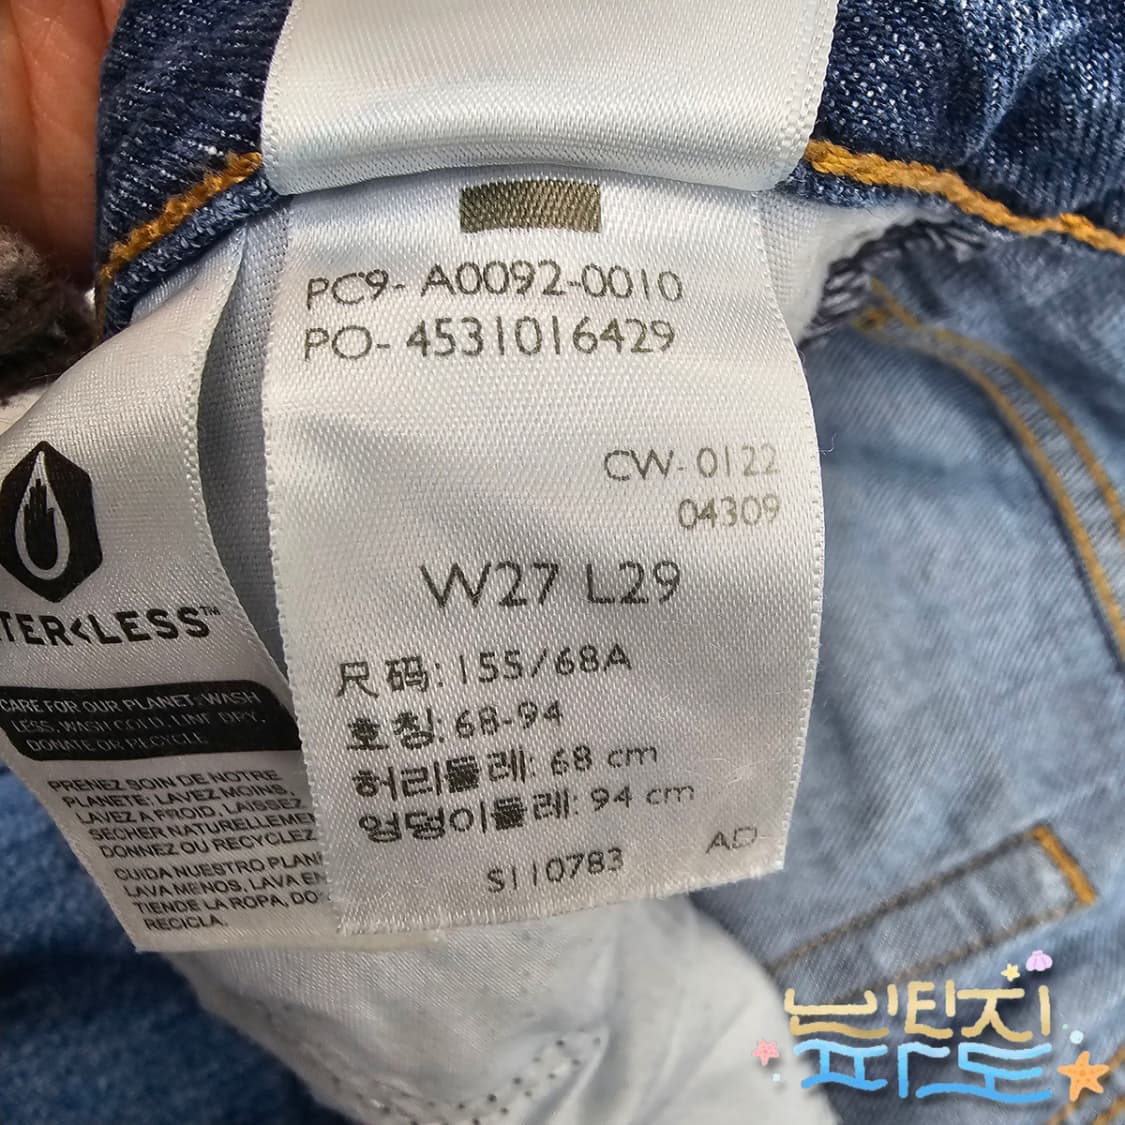 PC9- A0092-0010
PO- 4531016429
CW- 0122
04309
W27 L29
尺码: 155/68A
호칭: 68-94
허리둘레: 68 cm
엉덩이둘레: 94 cm
AD-
S110783
TER<LESS™
CARE FOR OUR PLANET: WASH
LESS, WASH COLD, LINE DRY,
DONATE OR RECYCLE
PRENEZ SOIN DE NOTRE
PLANETE: LAVEZ MOINS,
LAVEZ A FROID, LAISSEZ
SECHER NATURELLEMEN
DONNEZ OU RECYCLEZ
CUIDA NUESTRO PLAN
LAVA MENOS, LAVA EN
TIENDE LA ROPA, DO
RECICLA.
빈티지
파도